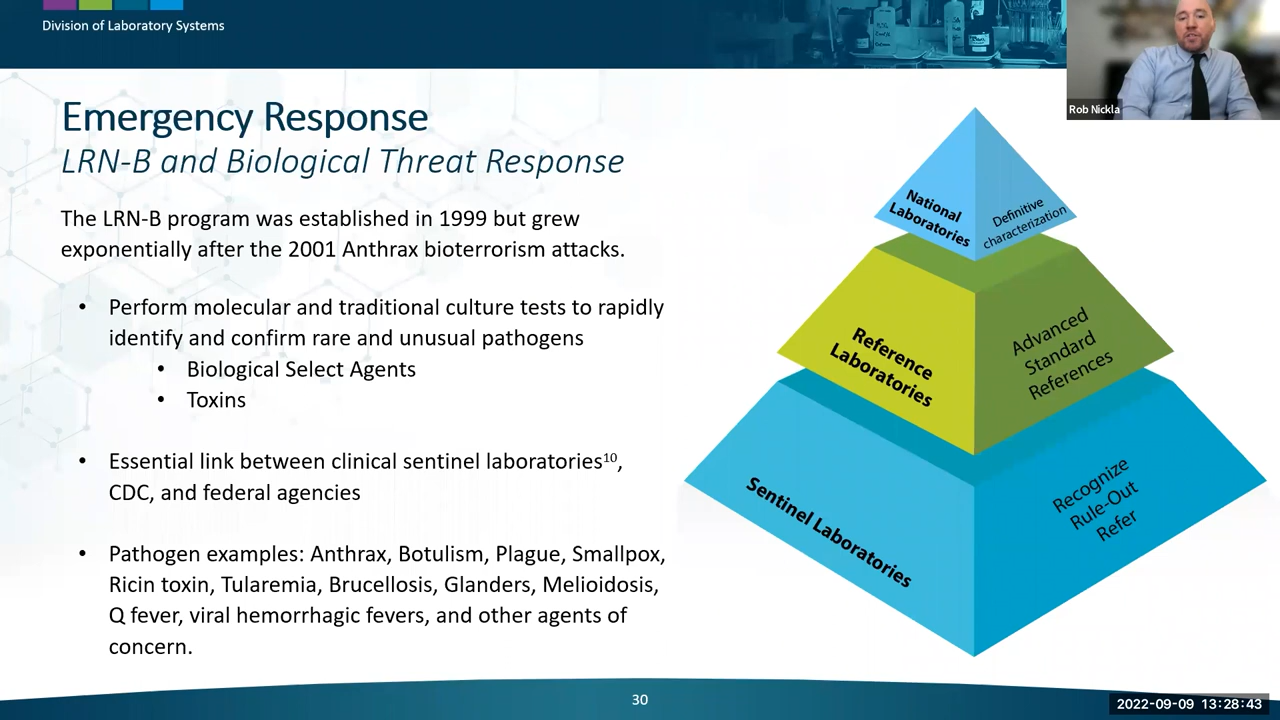 Division of Laboratory Systems
Rob Nickla
Emergency Response
LRN-B and Biological Threat Response
The LRN-B program was established in 1999 but grew
exponentially after the 2001 Anthrax bioterrorism attacks.
• Perform molecular and traditional culture tests to rapidly
identify and confirm rare and unusual pathogens
• Biological Select Agents
• Toxins
• Essential link between clinical sentinel laboratories¹⁰,
CDC, and federal agencies
• Pathogen examples: Anthrax, Botulism, Plague, Smallpox,
Ricin toxin, Tularemia, Brucellosis, Glanders, Melioidosis,
Q fever, viral hemorrhagic fevers, and other agents of
concern.
National
Laboratories
Definitive
characterization
Reference
Laboratories
Advanced
Standard
References
Sentinel Laboratories
Recognize
Rule-Out
Refer
30
2022-09-09 13:28:43